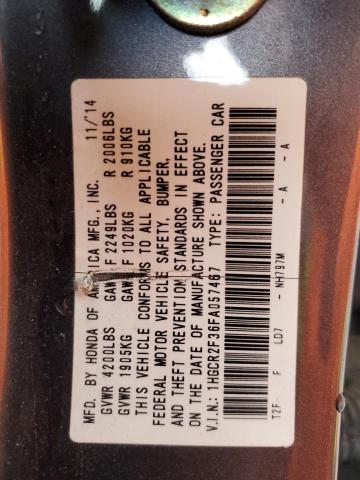 MFD. BY HONDA OF AMERICA MFG., INC. 11/'14
GVWR 4200LBS GAWR F 2249LBS R 2006LBS
GVWR 1905KG GAWR F 1020KG R 910KG
THIS VEHICLE CONFORMS TO ALL APPLICABLE
FEDERAL MOTOR VEHICLE SAFETY, BUMPER,
AND THEFT PREVENTION STANDARDS IN EFFECT
ON THE DATE OF MANUFACTURE SHOWN ABOVE.
V.I.N.: 1HGCR2F36FA057497 TYPE: PASSENGER CAR
T2F- F LD7 - NH797M - A - A